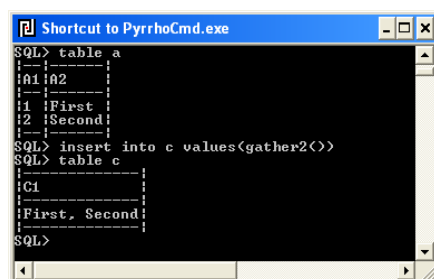 Shortcut to PyrrhoCmd.exe
SQL> table a
|--|------|
|A1|A2    |
|--|------|
|1 |First |
|2 |Second|
|--|------|
SQL> insert into c values(gather2())
SQL> table c
|-------------|
|C1           |
|-------------|
|First, Second|
|-------------|
SQL>